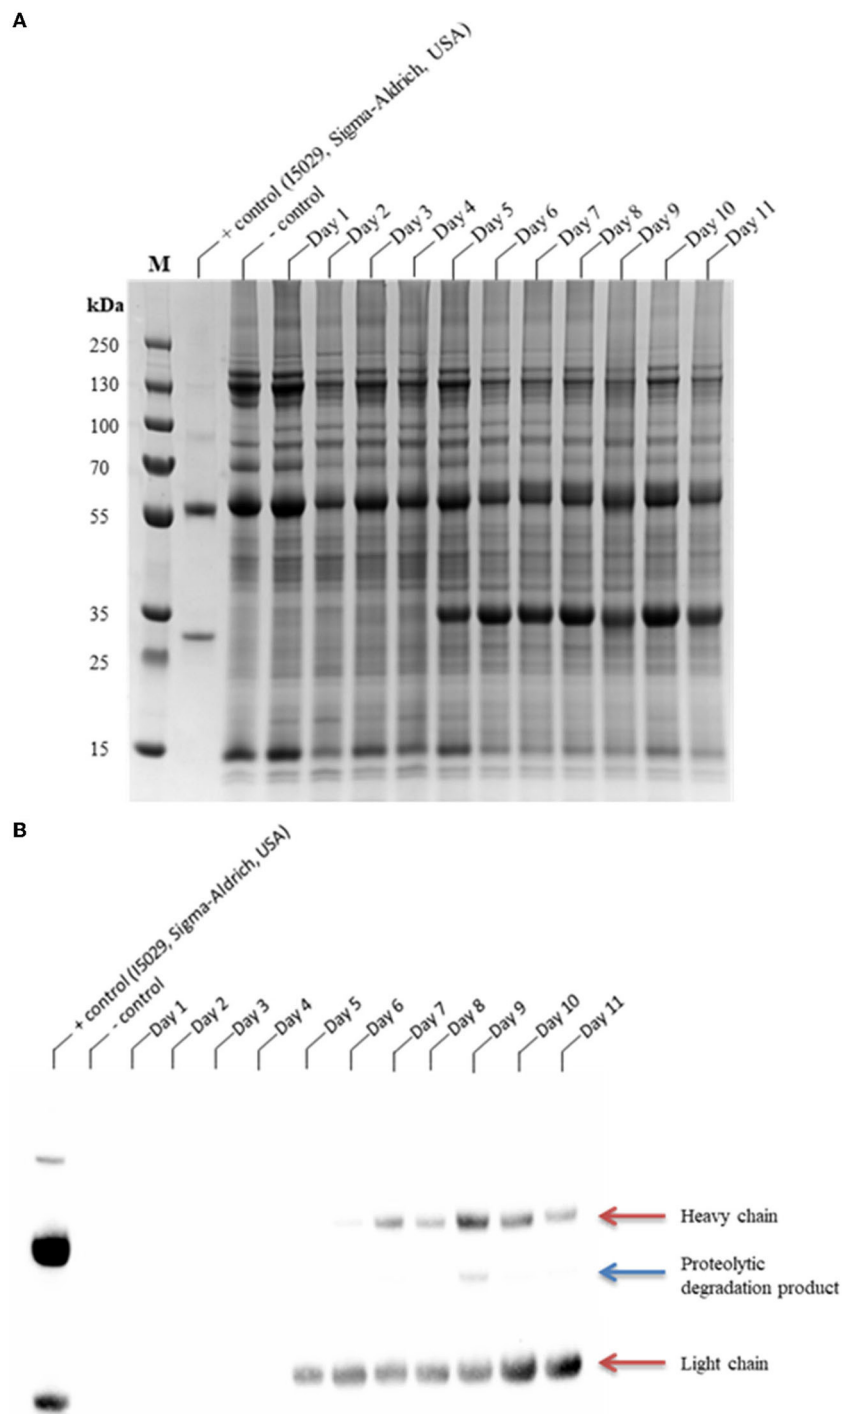 A
+ control (I5029, Sigma-Aldrich, USA)
- control
Day 1
Day 2
Day 3
Day 4
Day 5
Day 6
Day 7
Day 8
Day 9
Day 10
Day 11
M
kDa
250
130
100
70
55
35
25
15
B
+ control (I5029, Sigma-Aldrich, USA)
- control
Day 1
Day 2
Day 3
Day 4
Day 5
Day 6
Day 7
Day 8
Day 9
Day 10
Day 11
Heavy chain
Proteolytic
degradation product
Light chain